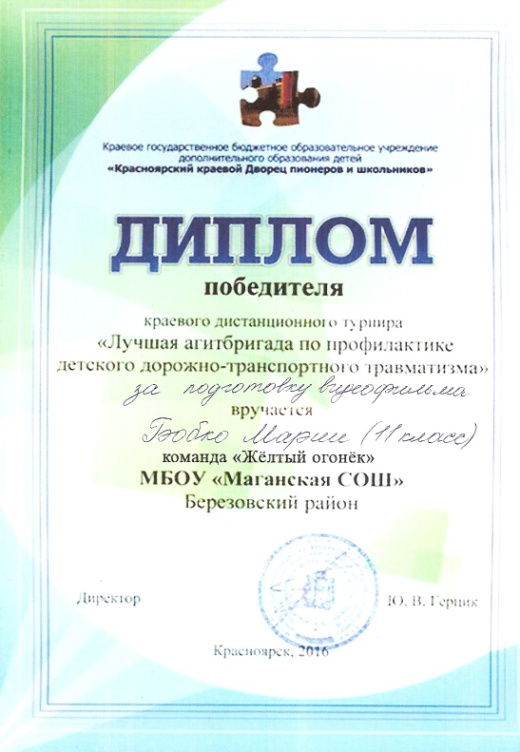 Краевое государственное бюджетное образовательное учреждение
дополнительного образования детей
«Красноярский краевой Дворец пионеров и школьников»
ДИПЛОМ
победителя
краевого дистанционного турнира
«Лучшая агитбригада по профилактике
детского дорожно-транспортного травматизма»
за подготовку видеофильма
вручается
Бобко Марии (11 класс)
команда «Жёлтый огонёк»
МБОУ «Маганская СОШ»
Березовский район
Директор Ю. В. Герцик
Красноярск, 2016